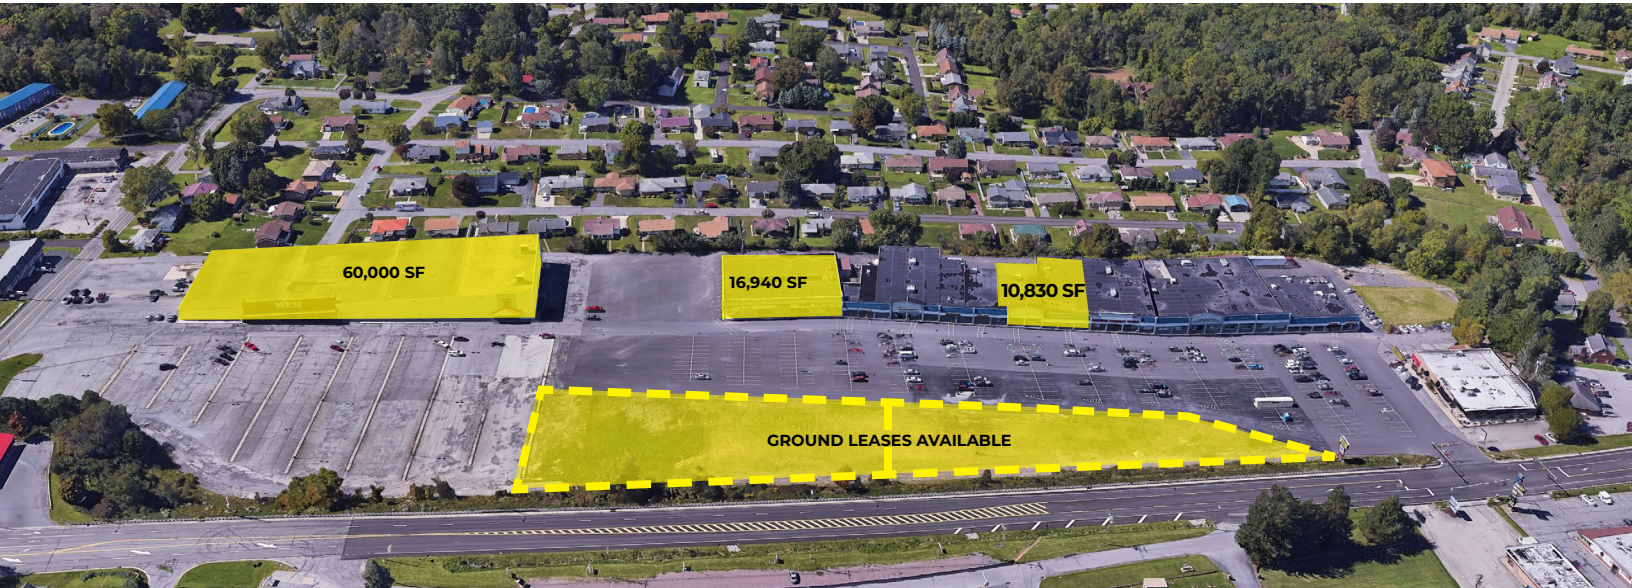 60,000 SF
16,940 SF
10,830 SF
GROUND LEASES AVAILABLE